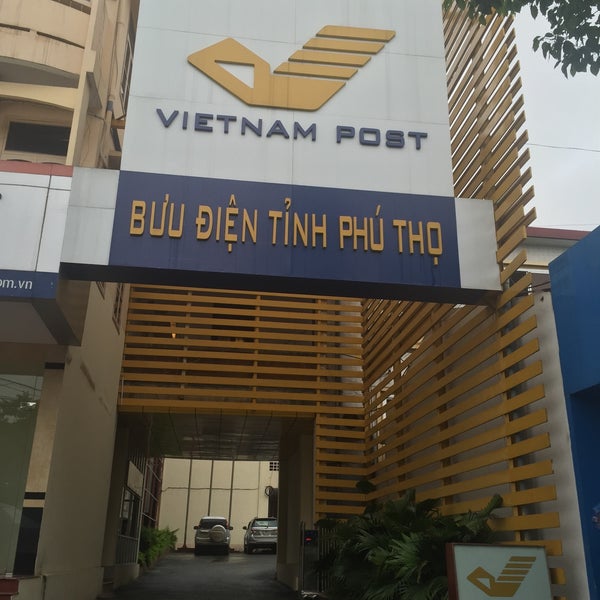 VIETNAM POST
BƯU ĐIỆN TỈNH PHÚ THỌ
om.vn